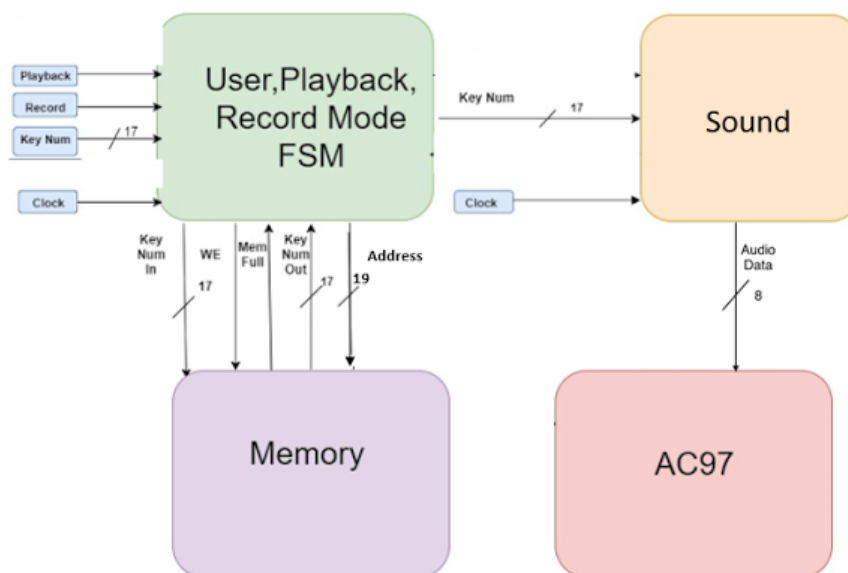 Playback
Record
Key Num
17
Clock
User,Playback,
Record Mode
FSM
Key Num
17
Clock
Sound
Key
Num
In
17
WE
Mem
Full
Key
Num
Out
17
Address
19
Audio
Data
8
Memory
AC97